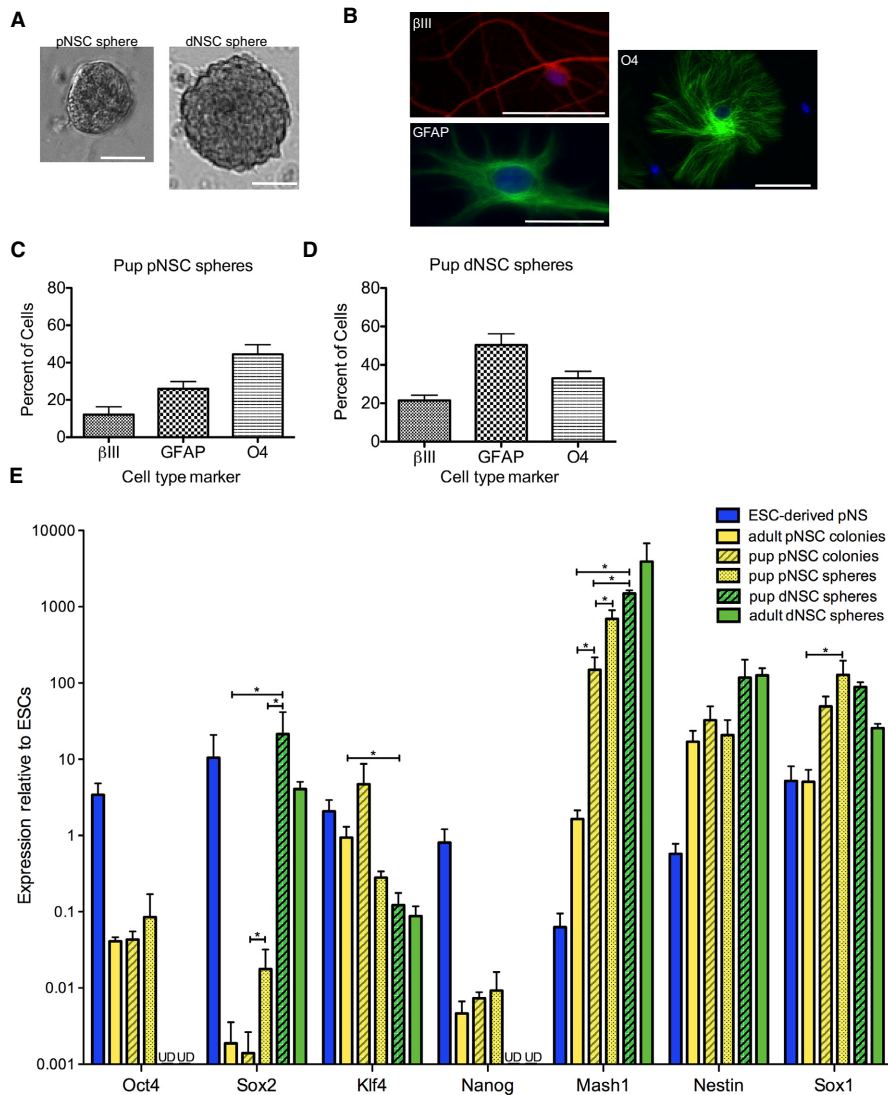 A
pNSC sphere
dNSC sphere
B
βIII
GFAP
O4
C
Pup pNSC spheres
Percent of Cells
80
60
40
20
0
βIII GFAP O4
Cell type marker
D
Pup dNSC spheres
Percent of Cells
80
60
40
20
0
βIII GFAP O4
Cell type marker
E
Expression relative to ESCs
10000
1000
100
10
1
0.1
0.01
0.001
ESC-derived pNS
adult pNSC colonies
pup pNSC colonies
pup pNSC spheres
pup dNSC spheres
adult dNSC spheres
*
*
*
*
*
*
*
*
*
UD UD
UD UD
Oct4 Sox2 Klf4 Nanog Mash1 Nestin Sox1